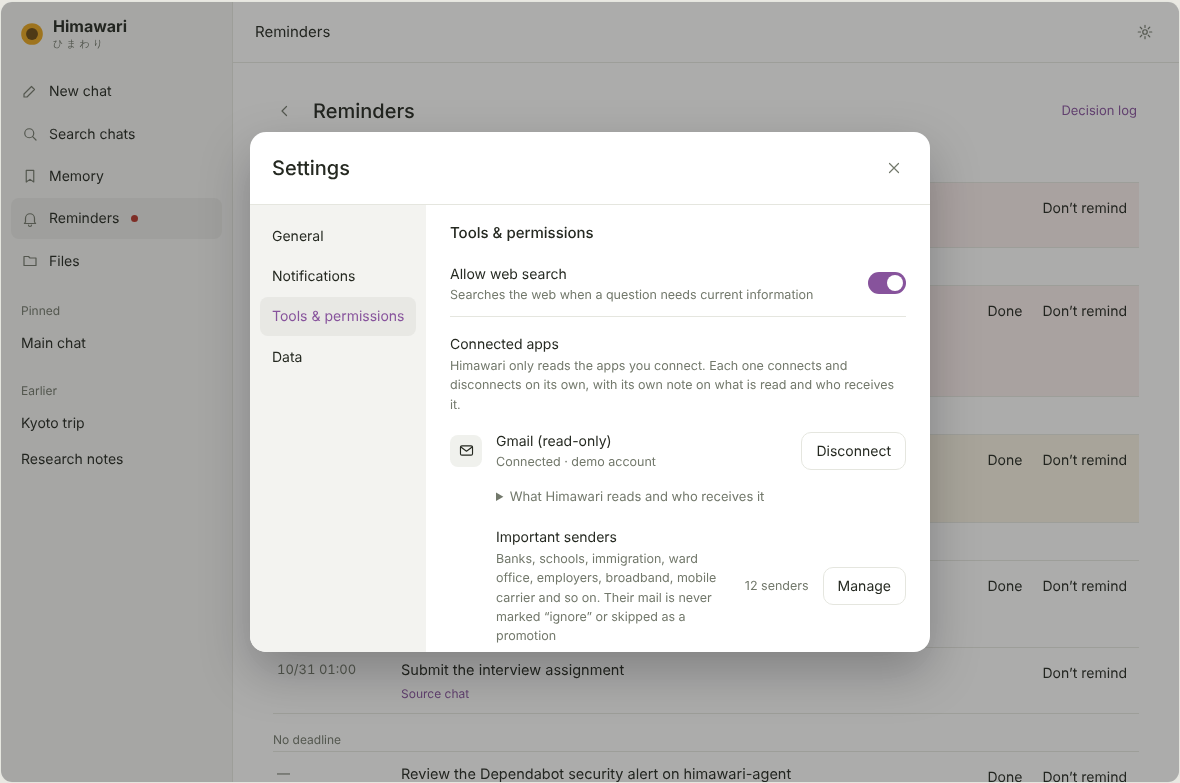 Himawari
ひまわり
New chat
Search chats
Memory
Reminders
Files
Pinned
Main chat
Earlier
Kyoto trip
Research notes
Reminders
Reminders
Decision log
Don’t remind
Done Don’t remind
Done Don’t remind
Done Don’t remind
10/31 01:00 Submit the interview assignment Don’t remind
Source chat
No deadline
— Review the Dependabot security alert on himawari-agent Done Don’t remind
Settings
General
Notifications
Tools & permissions
Data
Tools & permissions
Allow web search
Searches the web when a question needs current information
Connected apps
Himawari only reads the apps you connect. Each one connects and
disconnects on its own, with its own note on what is read and who receives
it.
Gmail (read-only)
Connected · demo account
Disconnect
What Himawari reads and who receives it
Important senders
Banks, schools, immigration, ward
office, employers, broadband, mobile
carrier and so on. Their mail is never
marked “ignore” or skipped as a
promotion
12 senders
Manage